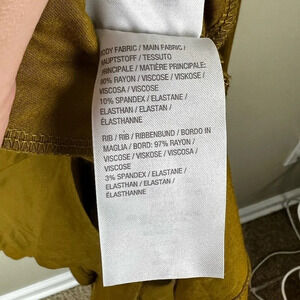 BODY FABRIC / MAIN FABRIC /
HAUPTSTOFF / TESSUTO
PRINCIPALE / MATIÈRE PRINCIPALE:
90% RAYON / VISCOSE / VISKOSE /
VISCOSA / VISCOSE
10% SPANDEX / ELASTANE /
ELASTHAN / ELASTAN /
ÉLASTHANNE
RIB / RIB / RIBBENBUND / BORDO IN
MAGLIA / BORD: 97% RAYON /
VISCOSE / VISKOSE / VISCOSA /
VISCOSE
3% SPANDEX / ELASTANE /
ELASTHAN / ELASTAN /
ÉLASTHANNE